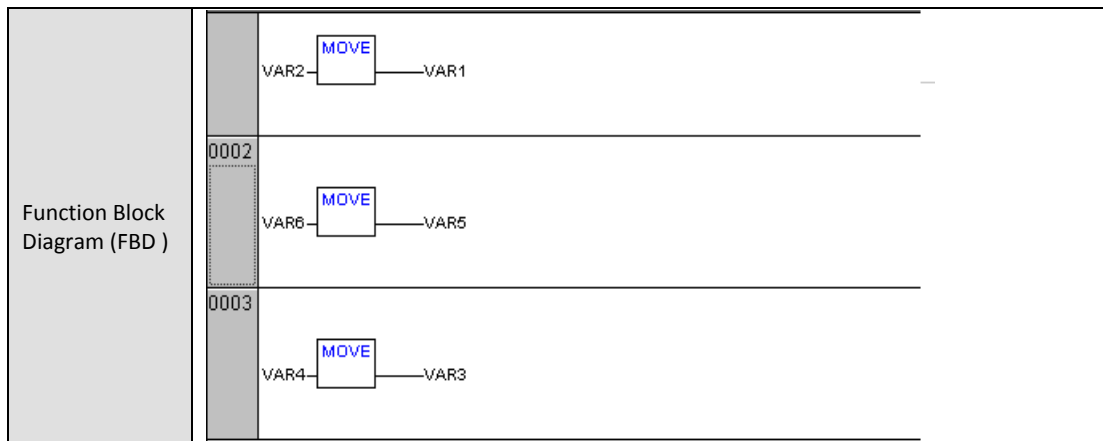 Function Block
Diagram (FBD )
MOVE
VAR2
VAR1
0002
MOVE
VAR6
VAR5
0003
MOVE
VAR4
VAR3